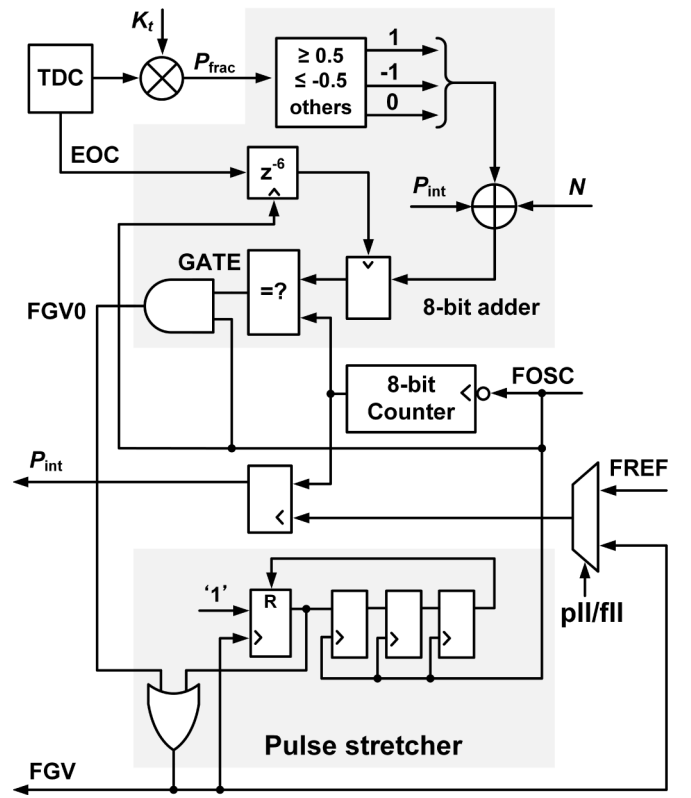 Kt
TDC
Pfrac
≥ 0.5
≤ -0.5
others
1
-1
0
EOC
z-6
Pint
N
GATE
=?
8-bit adder
FGV0
8-bit
Counter
FOSC
Pint
FREF
pll/fll
'1'
R
Pulse stretcher
FGV